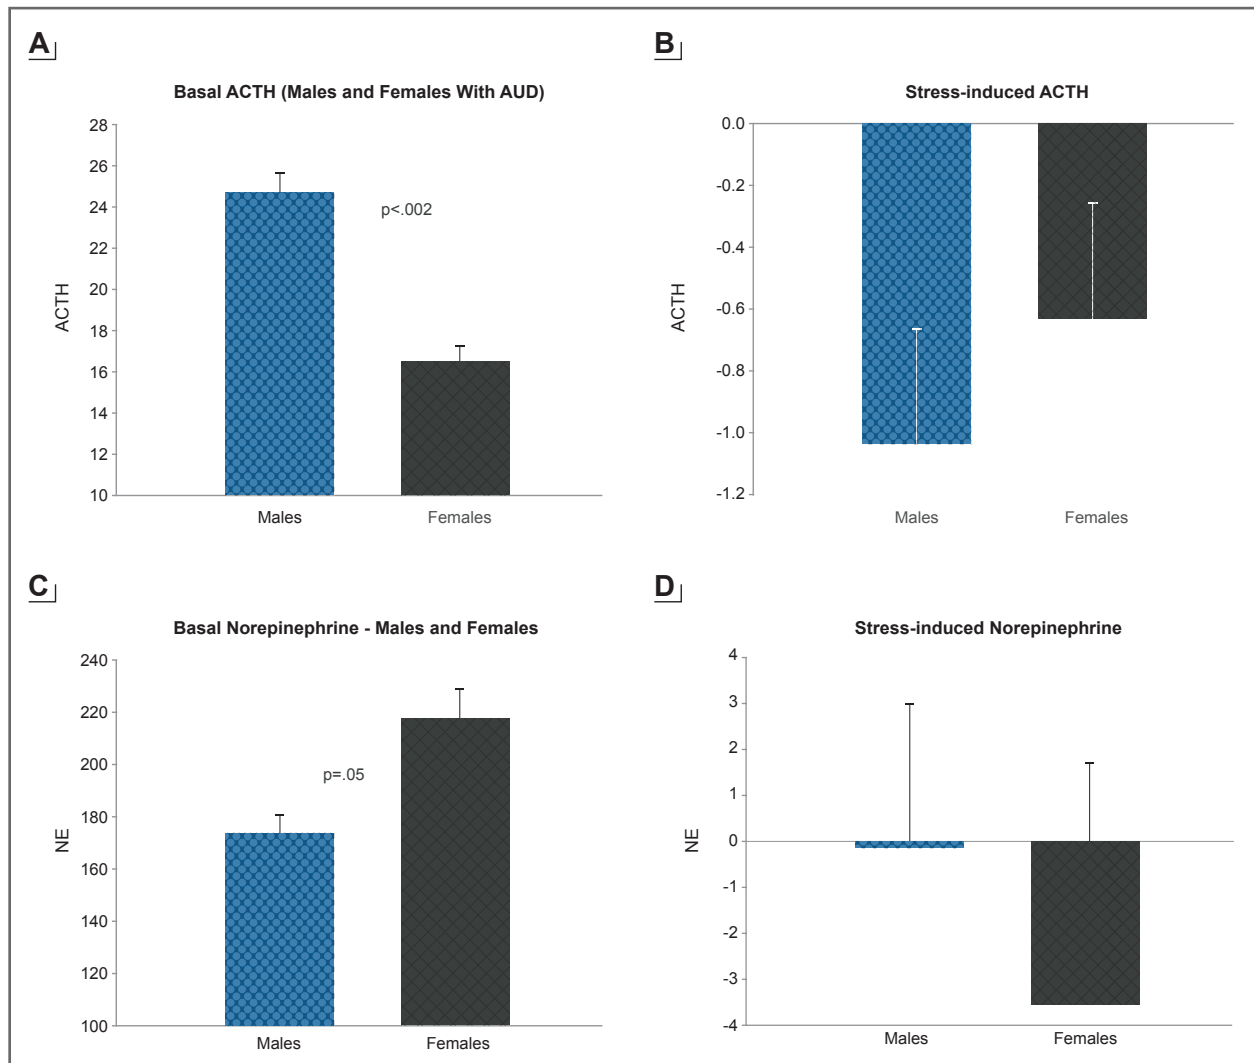 A
Basal ACTH (Males and Females With AUD)
28
26
24
22
20
18
16
14
12
10
ACTH
p<.002
Males
Females
B
Stress-induced ACTH
0.0
-0.2
-0.4
-0.6
-0.8
-1.0
-1.2
ACTH
Males
Females
C
Basal Norepinephrine - Males and Females
240
220
200
180
160
140
120
100
NE
p=.05
Males
Females
D
Stress-induced Norepinephrine
4
3
2
1
0
-1
-2
-3
-4
NE
Males
Females